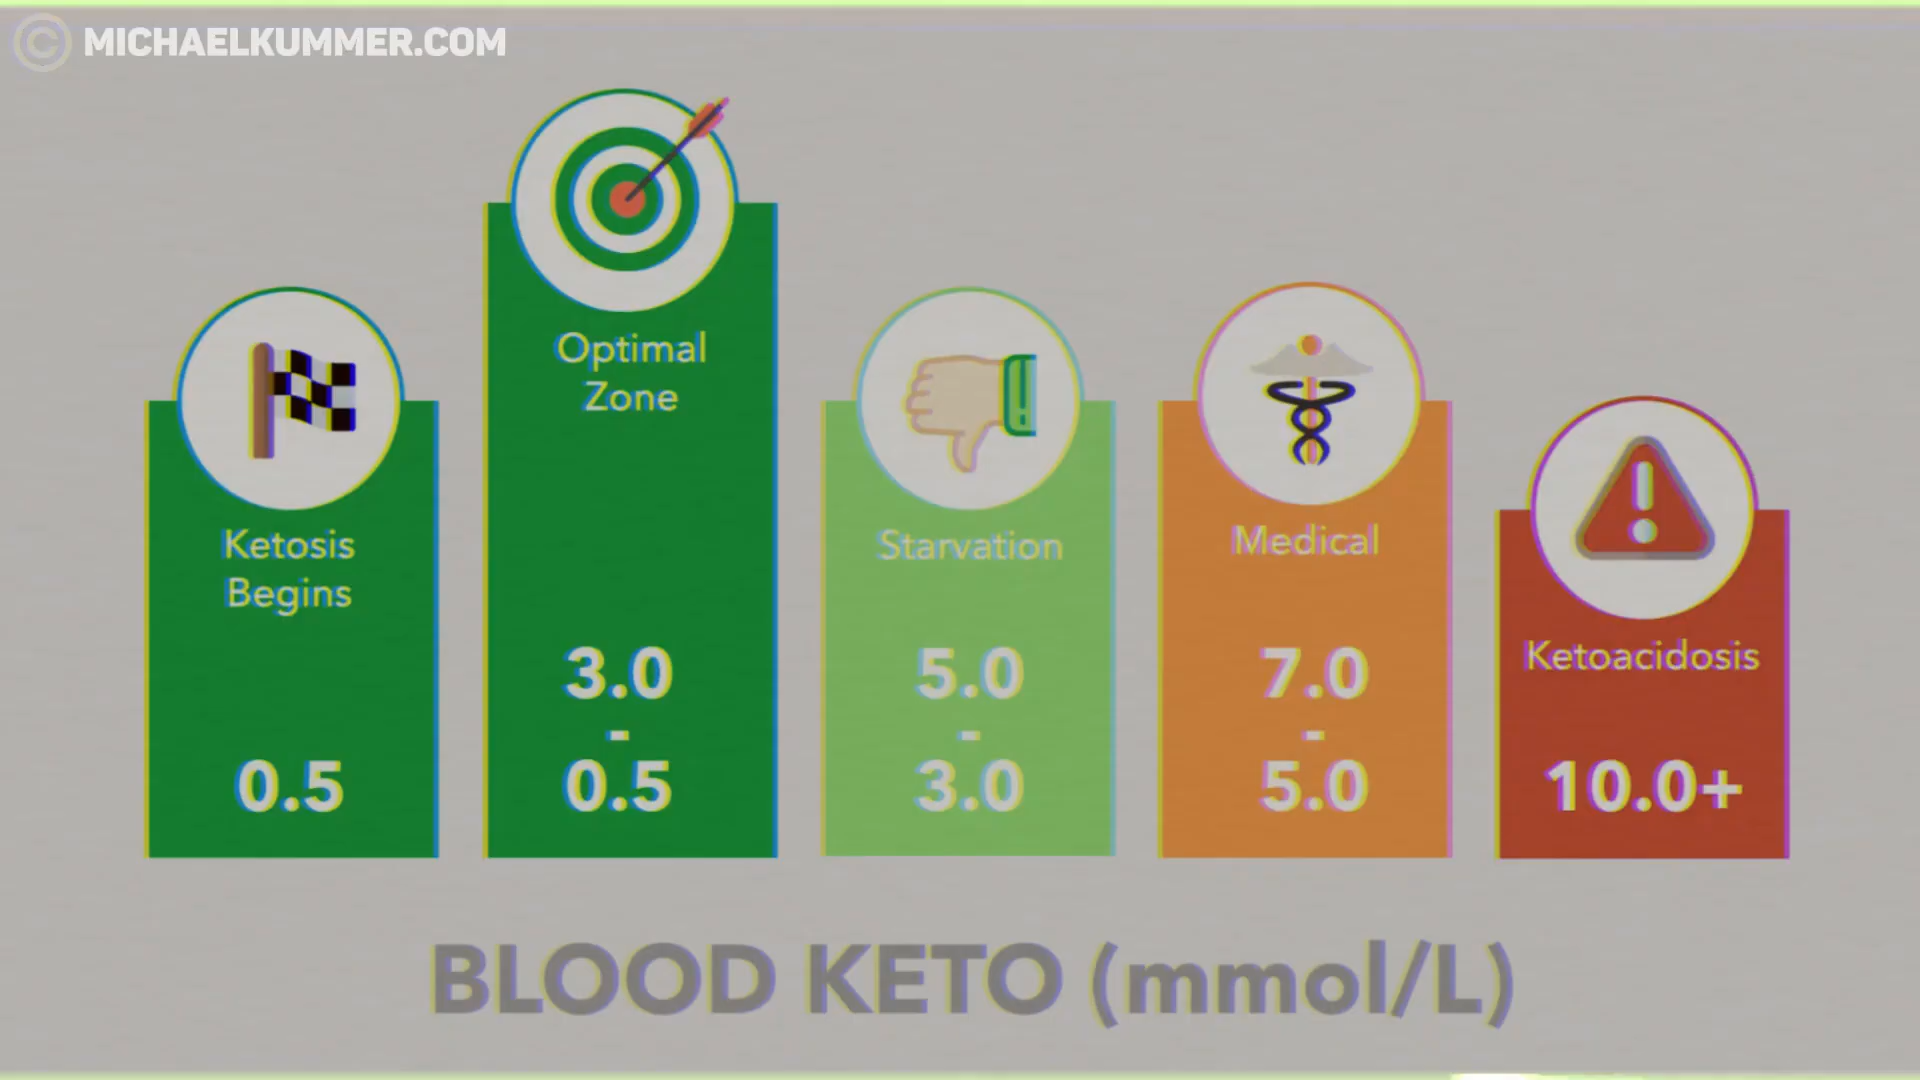 © MICHAELKUMMER.COM
Optimal
Zone
Ketosis
Begins
Starvation
Medical
Ketoacidosis
3.0
-
0.5
5.0
-
3.0
7.0
-
5.0
0.5
10.0+
BLOOD KETO (mmol/L)